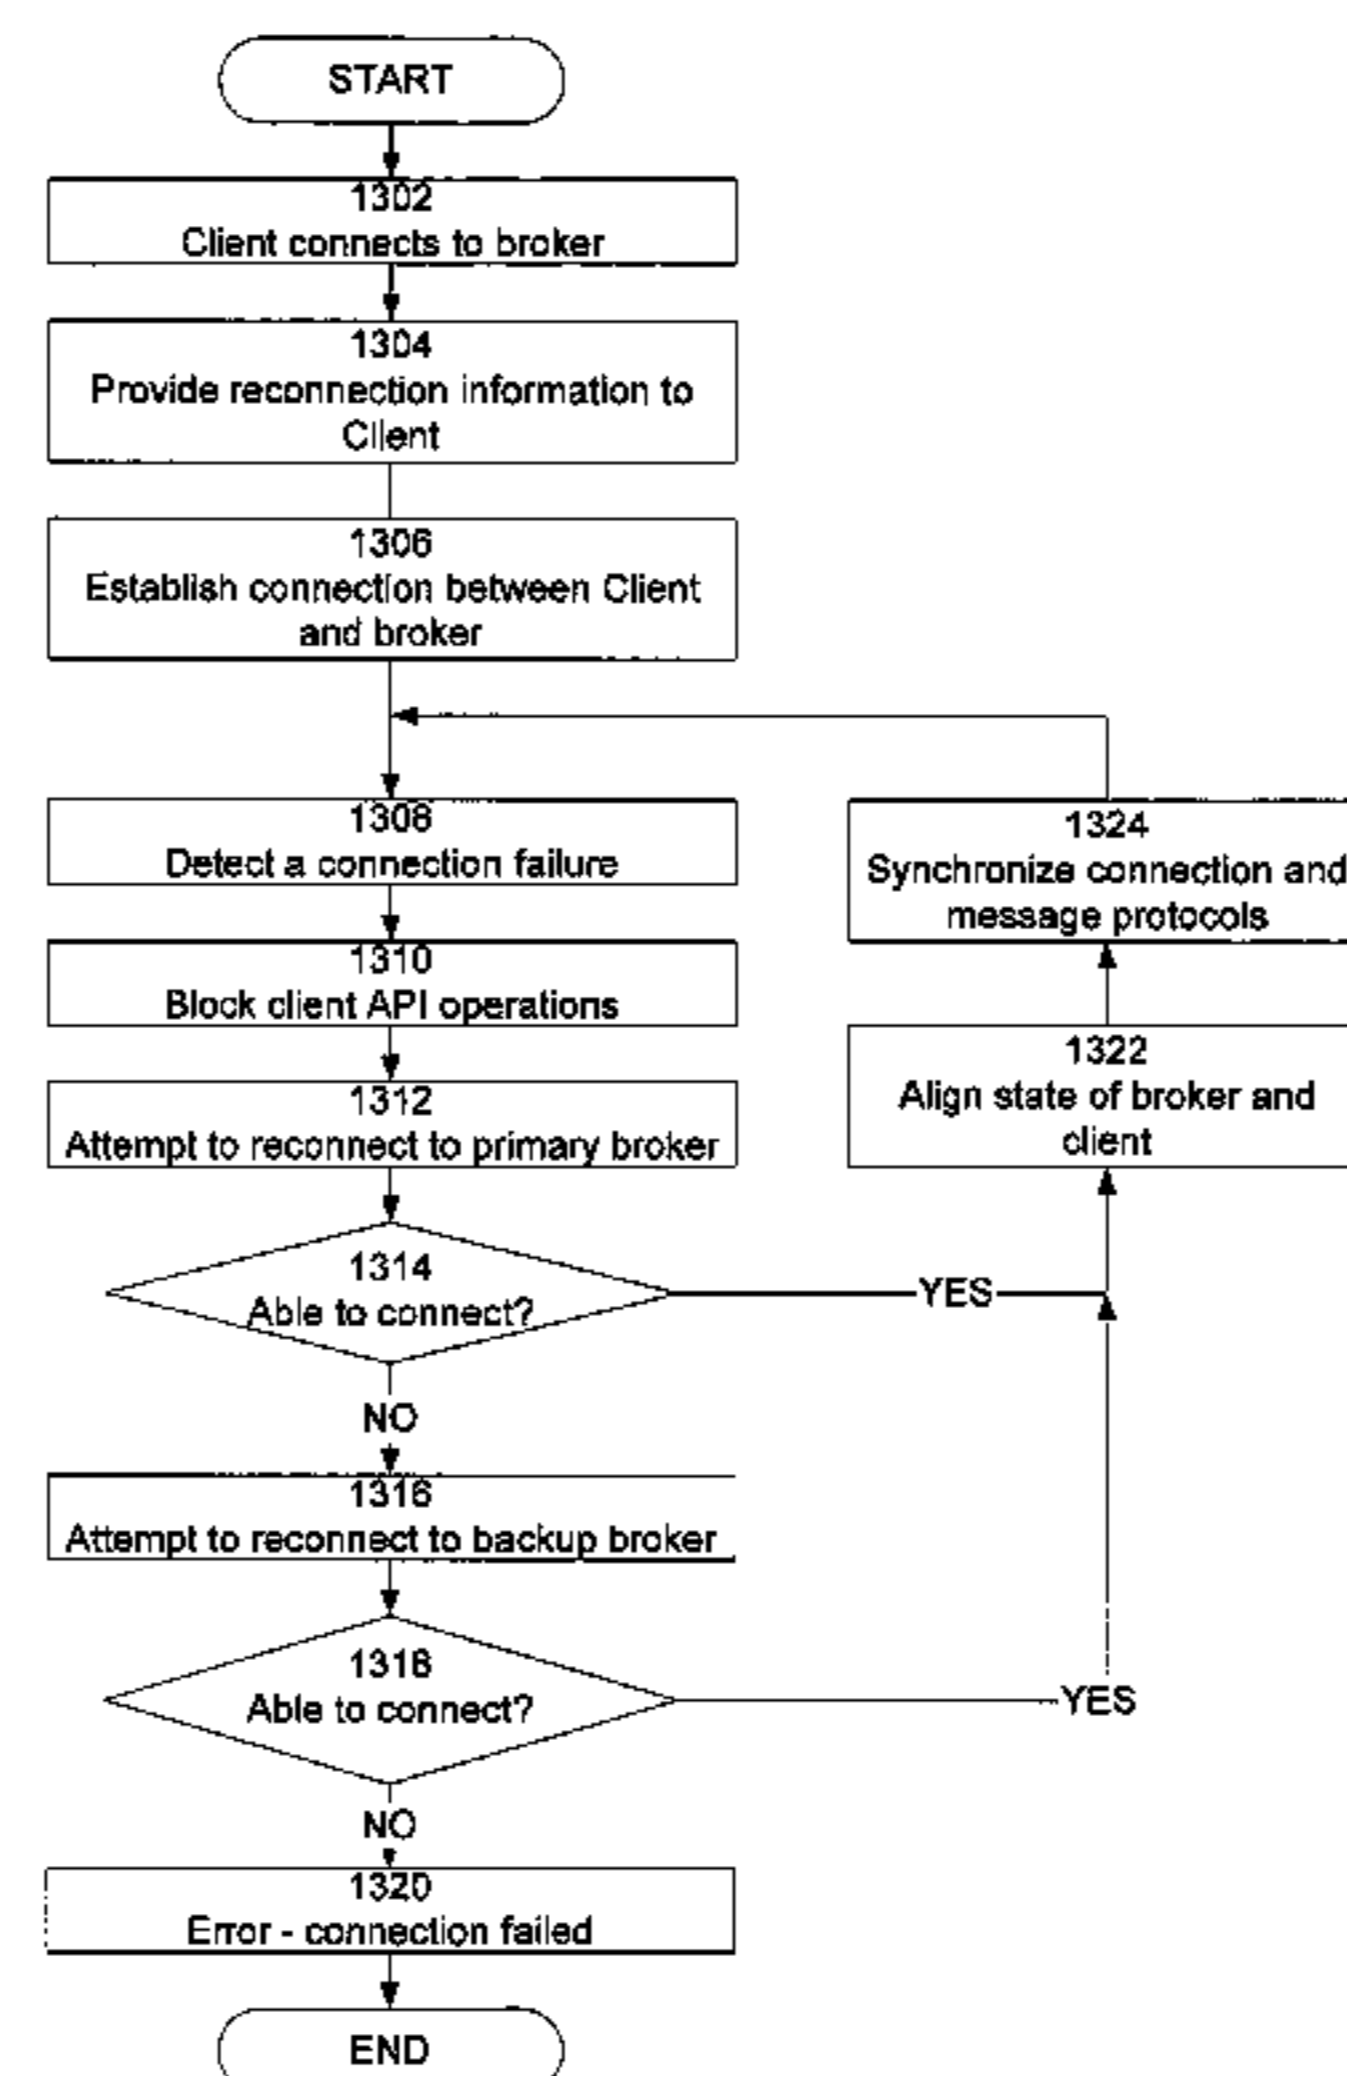 START
1302
Client connects to broker
1304
Provide reconnection information to
Client
1306
Establish connection between Client
and broker
1308
Detect a connection failure
1310
Block client API operations
1312
Attempt to reconnect to primary broker
1314
Able to connect?
YES
NO
1316
Attempt to reconnect to backup broker
1318
Able to connect?
YES
NO
1320
Error - connection failed
END
1324
Synchronize connection and
message protocols
1322
Align state of broker and
client